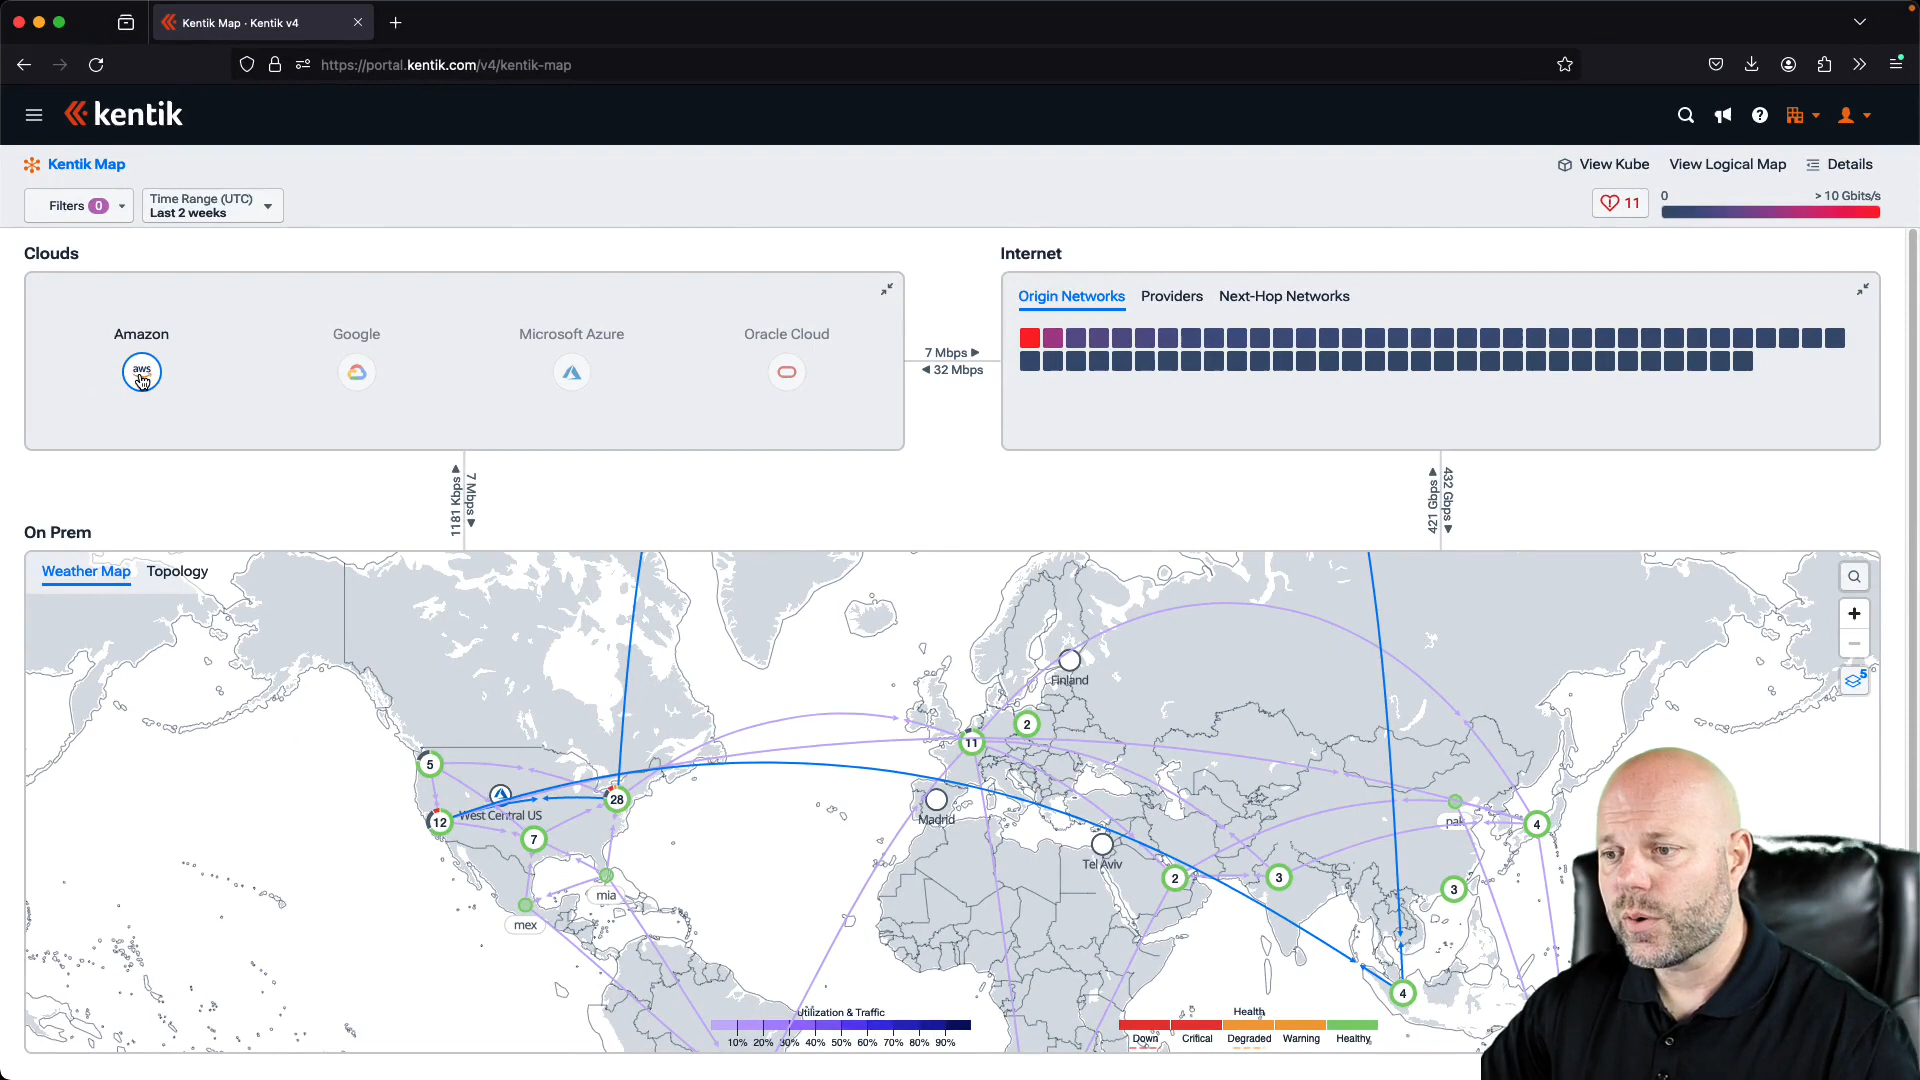 Kentik Map · Kentik v4
https://portal.kentik.com/v4/kentik-map
kentik
Kentik Map
View Kube
View Logical Map
Details
Filters 0
Time Range (UTC)
Last 2 weeks
11
0
> 10 Gbits/s
Clouds
Amazon
Google
Microsoft Azure
Oracle Cloud
aws
7 Mbps ▶
◀ 32 Mbps
Internet
Origin Networks
Providers
Next-Hop Networks
1181 Kbps ▶
◀ 7 Mbps
421 Gbps ▶
◀ 432 Gbps
On Prem
Weather Map
Topology
5
Finland
2
11
5
28
West Central US
12
7
Madrid
Tel Aviv
pak
4
2
3
3
mia
mex
4
Utilization & Traffic
10% 20% 30% 40% 50% 60% 70% 80% 90%
Health
Down Critical Degraded Warning Healthy